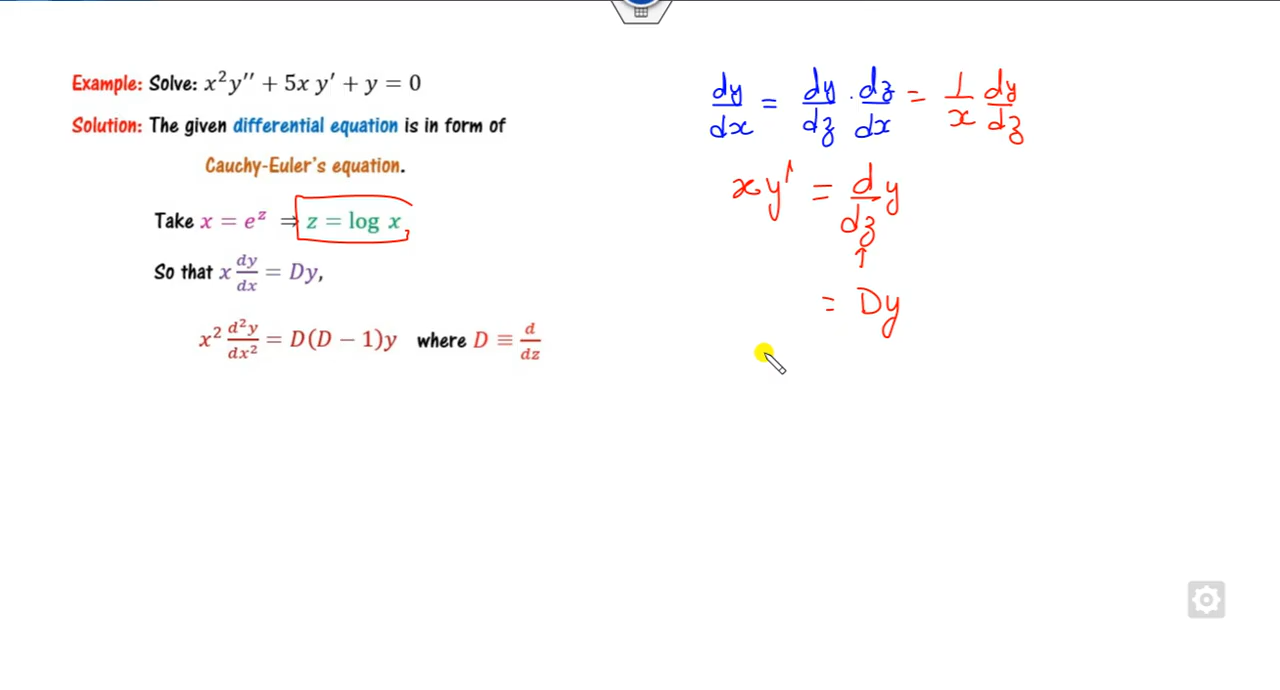 Example: Solve: x²y′′ + 5x y′ + y = 0
Solution: The given differential equation is in form of
Cauchy-Euler's equation.
Take x = e^z ⇒ z = log x,
So that x dy/dx = Dy,
x² d²y/dx² = D(D − 1)y where D ≡ d/dz
dy/dx = dy/dz · dz/dx = 1/x dy/dz
xy′ = d/dz y
= Dy